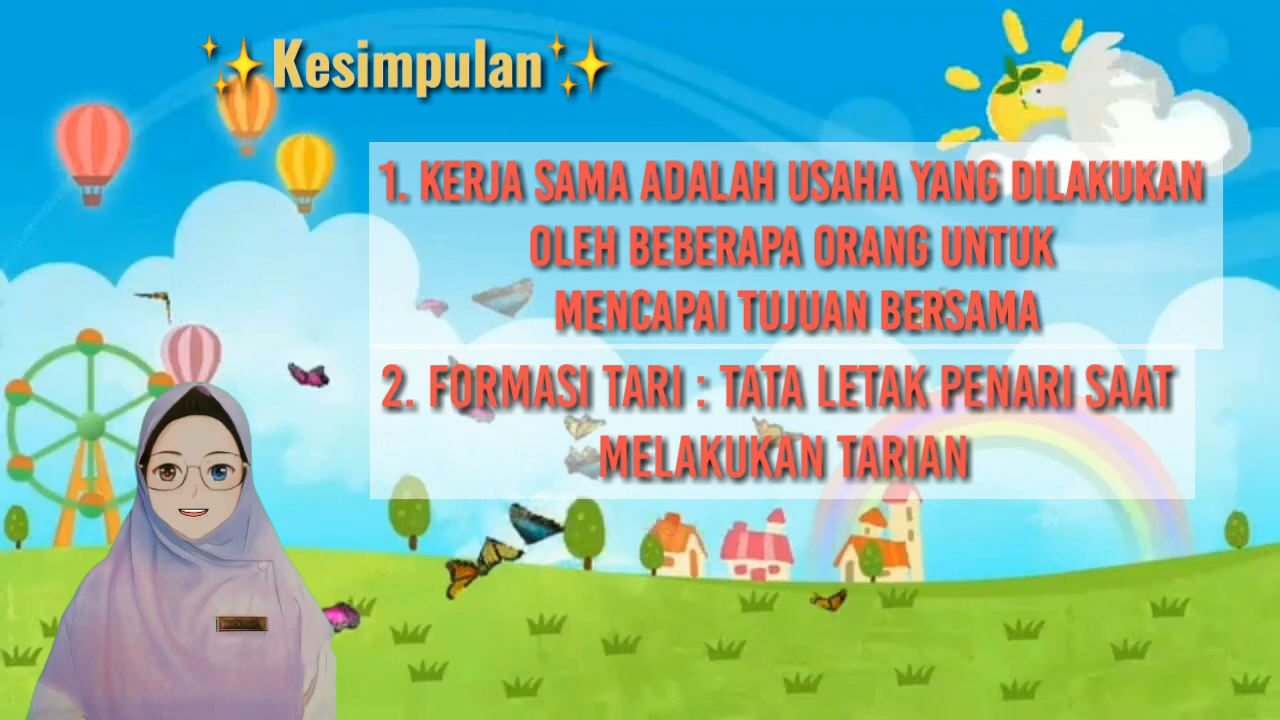 ✨Kesimpulan✨
1. KERJA SAMA ADALAH USAHA YANG DILAKUKAN
OLEH BEBERAPA ORANG UNTUK
MENCAPAI TUJUAN BERSAMA
2. FORMASI TARI : TATA LETAK PENARI SAAT
MELAKUKAN TARIAN